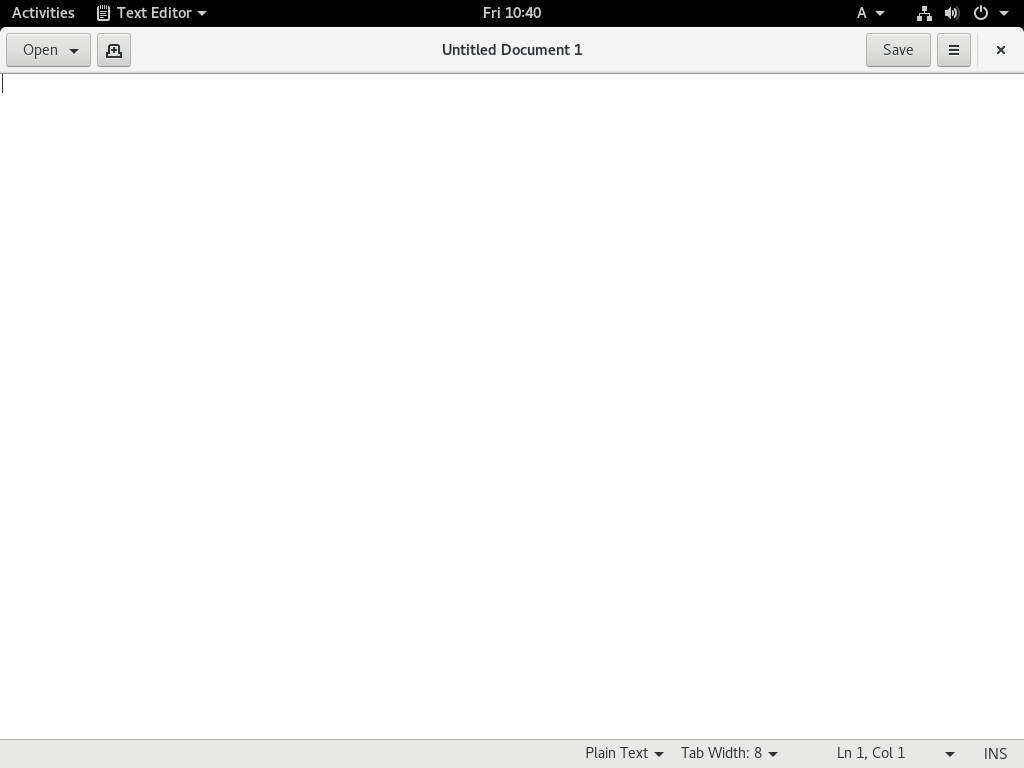 Activities Text Editor Fri 10:40 A
Open Untitled Document 1 Save
Plain Text Tab Width: 8 Ln 1, Col 1 INS